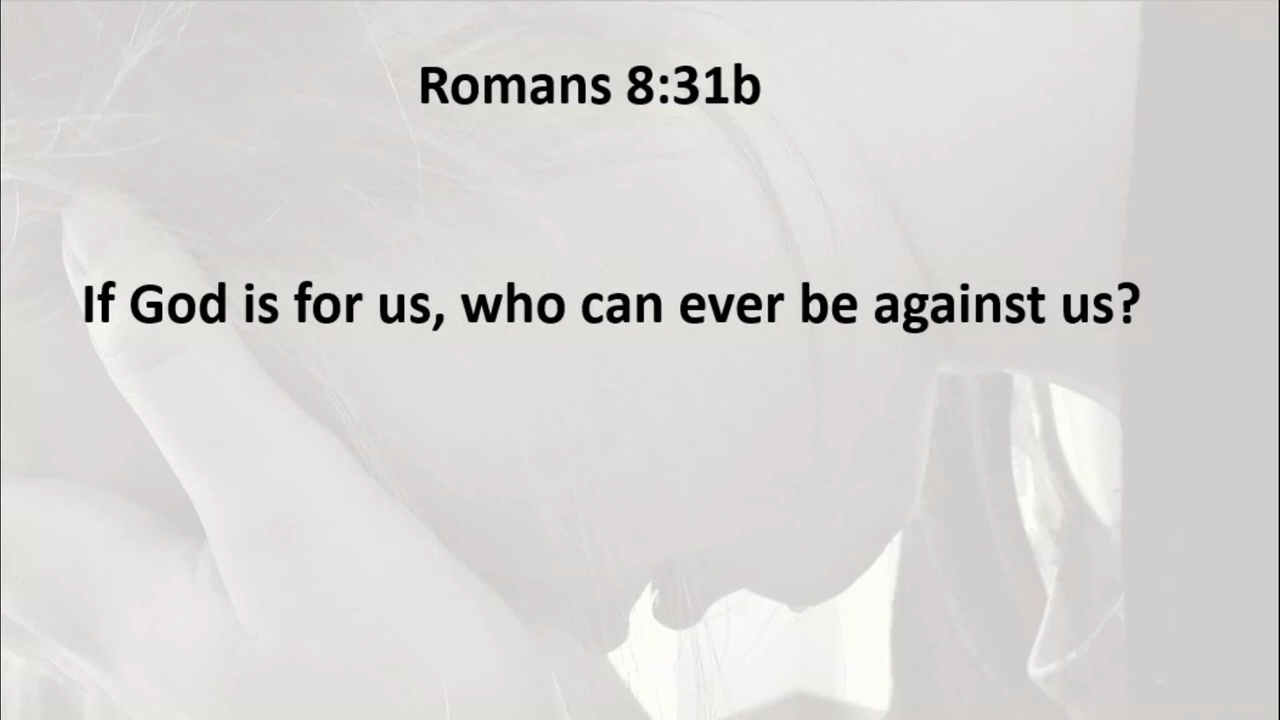 Romans 8:31b
If God is for us, who can ever be against us?